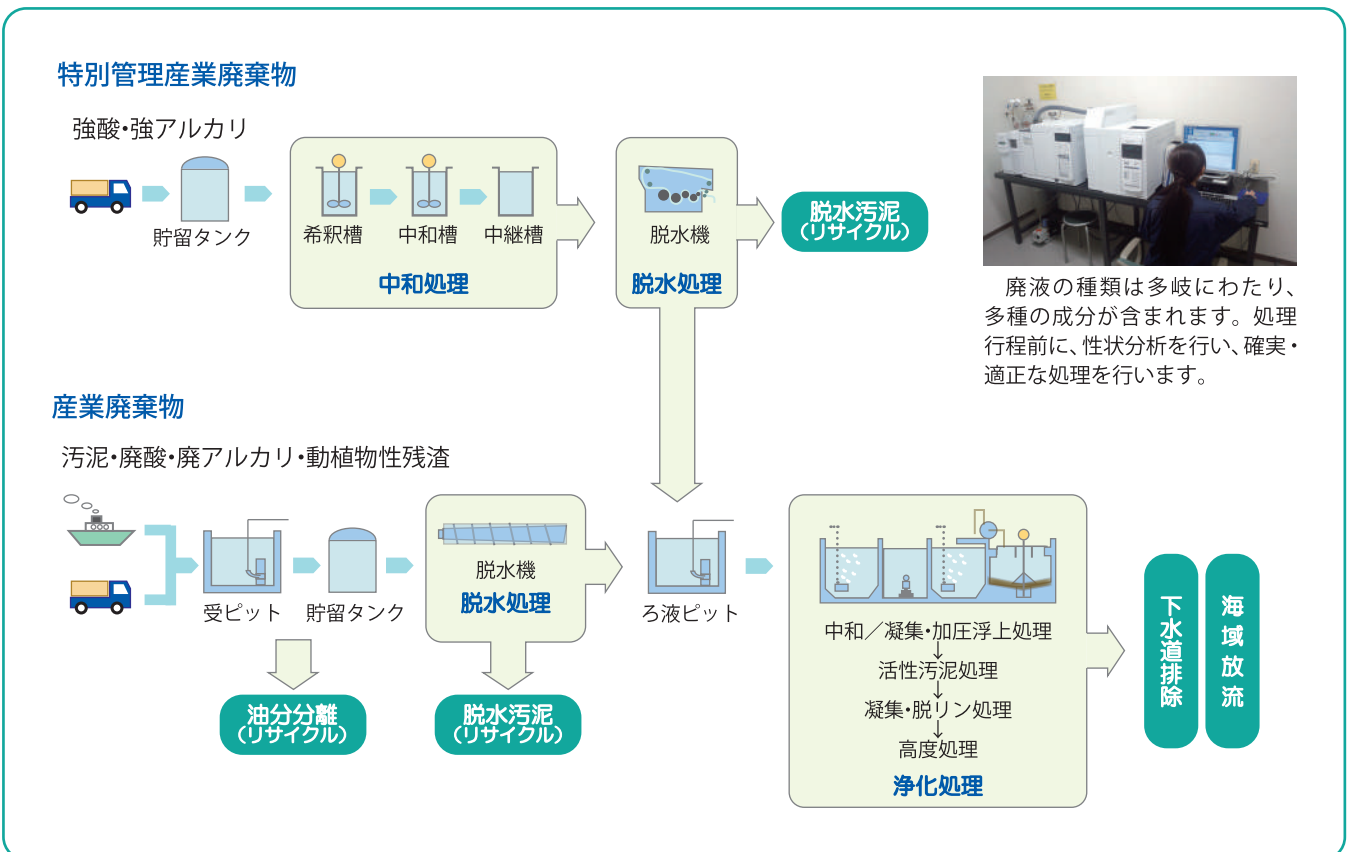 特別管理産業廃棄物
強酸・強アルカリ
貯留タンク
希釈槽
中和槽
中継槽
中和処理
脱水機
脱水処理
脱水汚泥
（リサイクル）
廃液の種類は多岐にわたり、
多種の成分が含まれます。処理
行程前に、性状分析を行い、確実・
適正な処理を行います。
産業廃棄物
汚泥・廃酸・廃アルカリ・動植物性残渣
受ピット
貯留タンク
脱水機
脱水処理
ろ液ピット
油分分離
（リサイクル）
脱水汚泥
（リサイクル）
中和／凝集・加圧浮上処理
↓
活性汚泥処理
↓
凝集・脱リン処理
↓
高度処理
浄化処理
下水道排除
海域放流